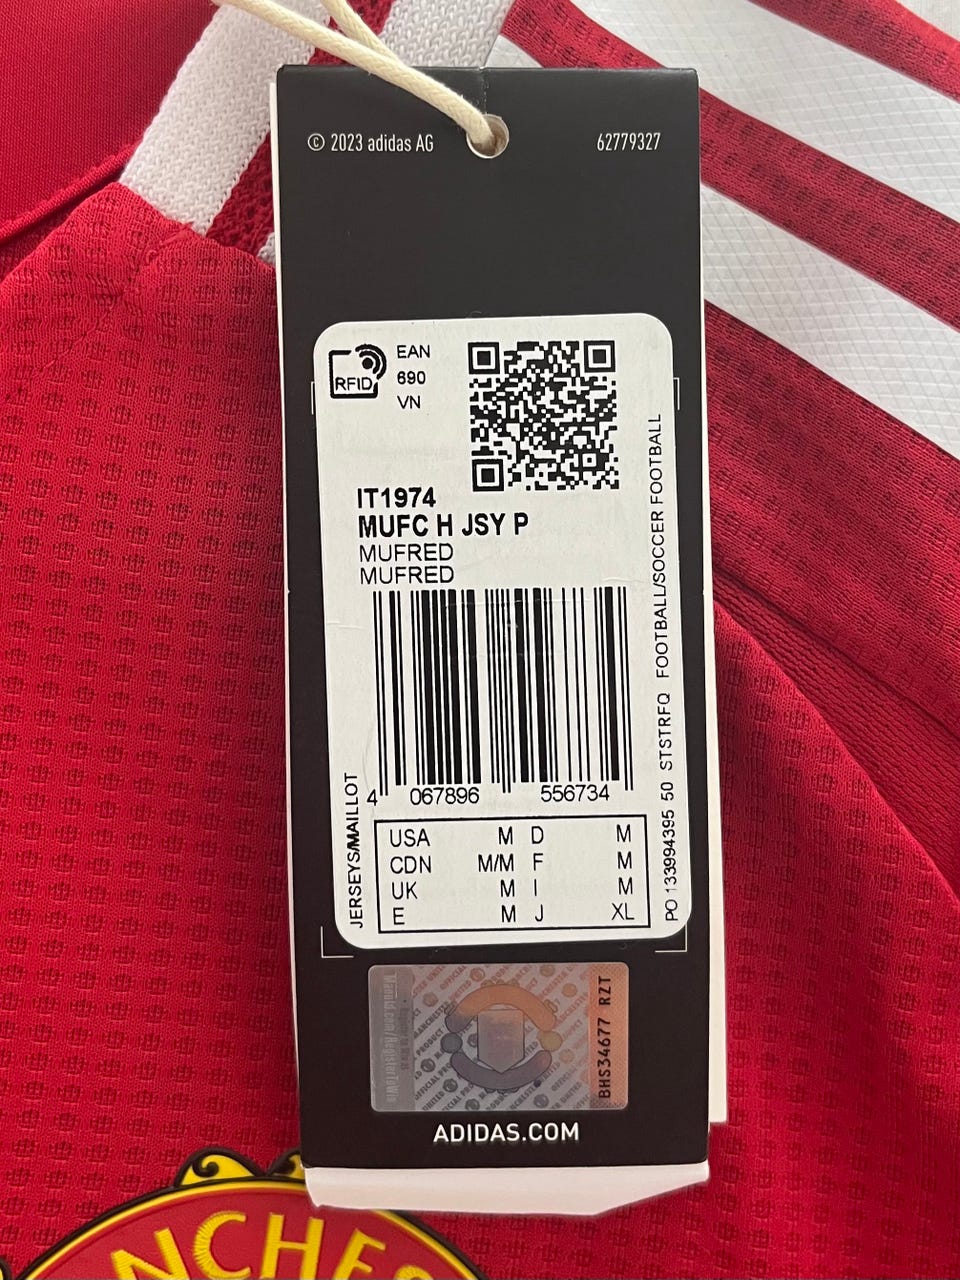 © 2023 adidas AG
62779327
RFID
EAN
690
VN
IT1974
MUFC H JSY P
MUFRED
MUFRED
4 067896 556734
JERSEYS/MAILLOT
PO 133994395 50 STSTRFQ FOOTBALL/SOCCER FOOTBALL
USA M D M
CDN M/M F M
UK M I M
E M J XL
BHS34677 RZT
ADIDAS.COM
NCHES